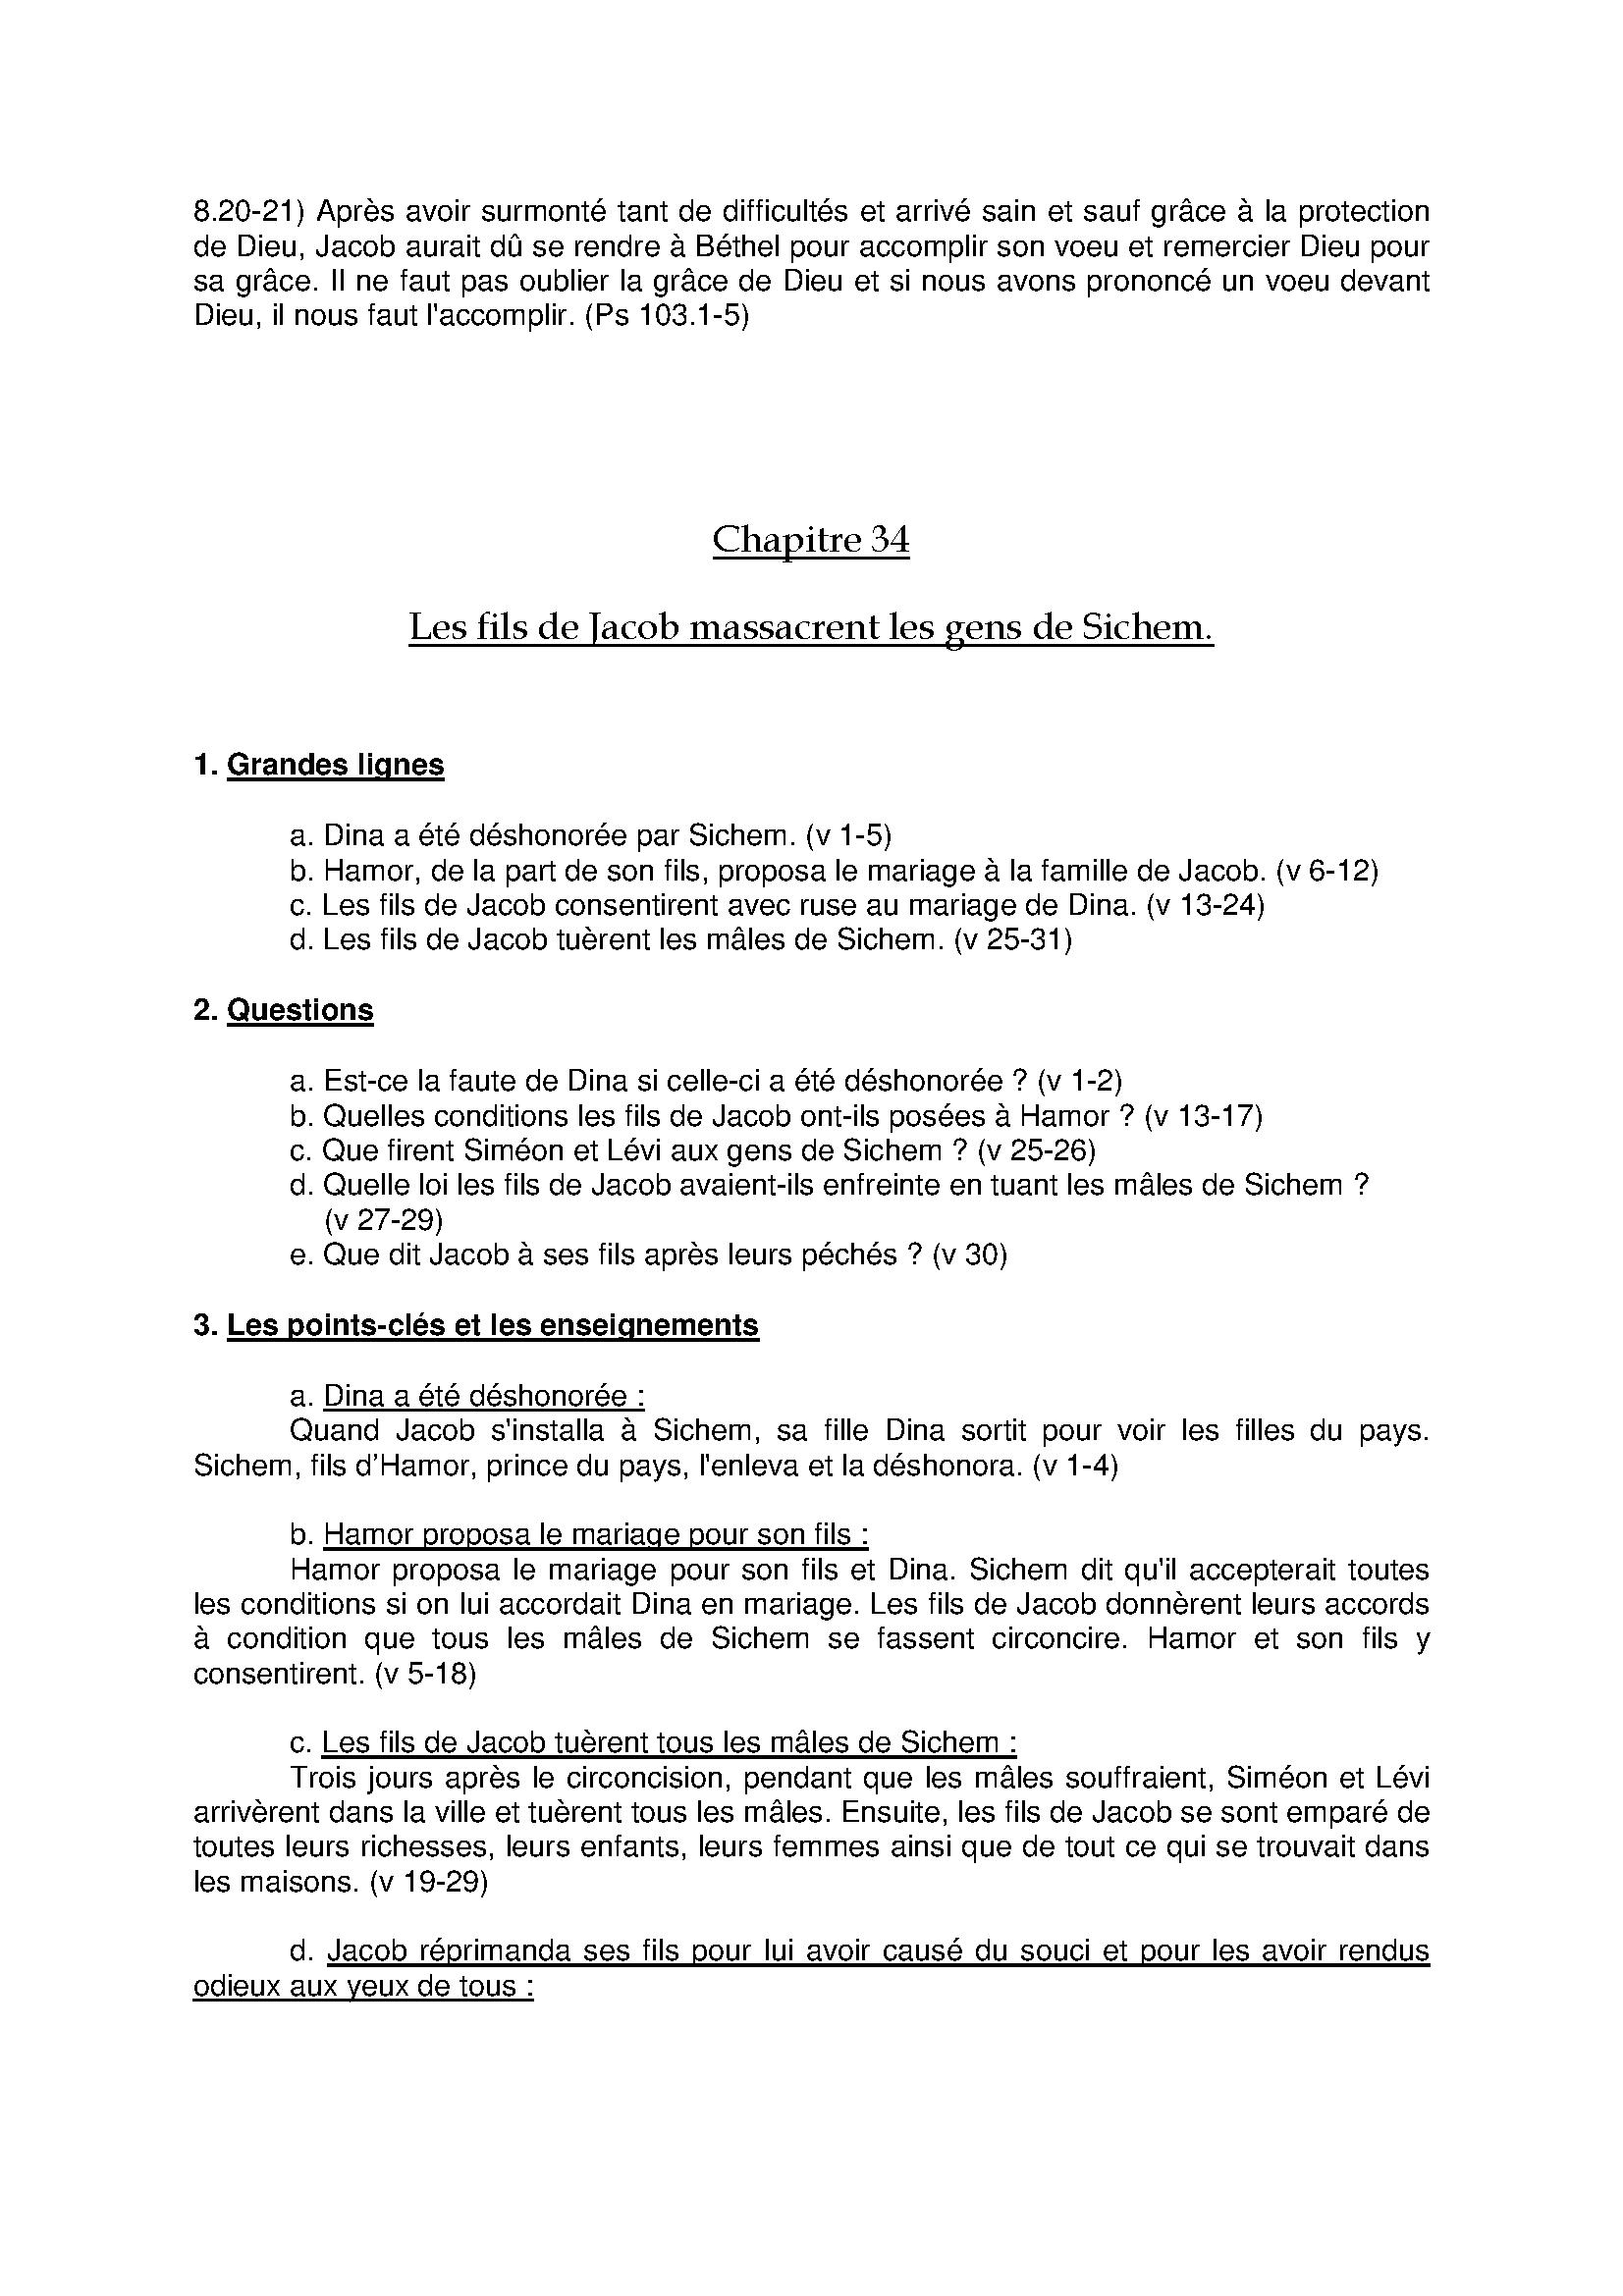 8.20-21) Après avoir surmonté tant de difficultés et arrivé sain et sauf grâce à la protection
de Dieu, Jacob aurait dû se rendre à Béthel pour accomplir son voeu et remercier Dieu pour
sa grâce. Il ne faut pas oublier la grâce de Dieu et si nous avons prononcé un voeu devant
Dieu, il nous faut l'accomplir. (Ps 103.1-5)
Chapitre 34
Les fils de Jacob massacrent les gens de Sichem.
1. Grandes lignes
a. Dina a été déshonorée par Sichem. (v 1-5)
b. Hamor, de la part de son fils, proposa le mariage à la famille de Jacob. (v 6-12)
c. Les fils de Jacob consentirent avec ruse au mariage de Dina. (v 13-24)
d. Les fils de Jacob tuèrent les mâles de Sichem. (v 25-31)
2. Questions
a. Est-ce la faute de Dina si celle-ci a été déshonorée ? (v 1-2)
b. Quelles conditions les fils de Jacob ont-ils posées à Hamor ? (v 13-17)
c. Que firent Siméon et Lévi aux gens de Sichem ? (v 25-26)
d. Quelle loi les fils de Jacob avaient-ils enfreinte en tuant les mâles de Sichem ?
(v 27-29)
e. Que dit Jacob à ses fils après leurs péchés ? (v 30)
3. Les points-clés et les enseignements
a. Dina a été déshonorée :
Quand Jacob s'installa à Sichem, sa fille Dina sortit pour voir les filles du pays.
Sichem, fils d’Hamor, prince du pays, l'enleva et la déshonora. (v 1-4)
b. Hamor proposa le mariage pour son fils :
Hamor proposa le mariage pour son fils et Dina. Sichem dit qu'il accepterait toutes
les conditions si on lui accordait Dina en mariage. Les fils de Jacob donnèrent leurs accords
à condition que tous les mâles de Sichem se fassent circoncire. Hamor et son fils y
consentirent. (v 5-18)
c. Les fils de Jacob tuèrent tous les mâles de Sichem :
Trois jours après le circoncision, pendant que les mâles souffraient, Siméon et Lévi
arrivèrent dans la ville et tuèrent tous les mâles. Ensuite, les fils de Jacob se sont emparé de
toutes leurs richesses, leurs enfants, leurs femmes ainsi que de tout ce qui se trouvait dans
les maisons. (v 19-29)
d. Jacob réprimanda ses fils pour lui avoir causé du souci et pour les avoir rendus
odieux aux yeux de tous :